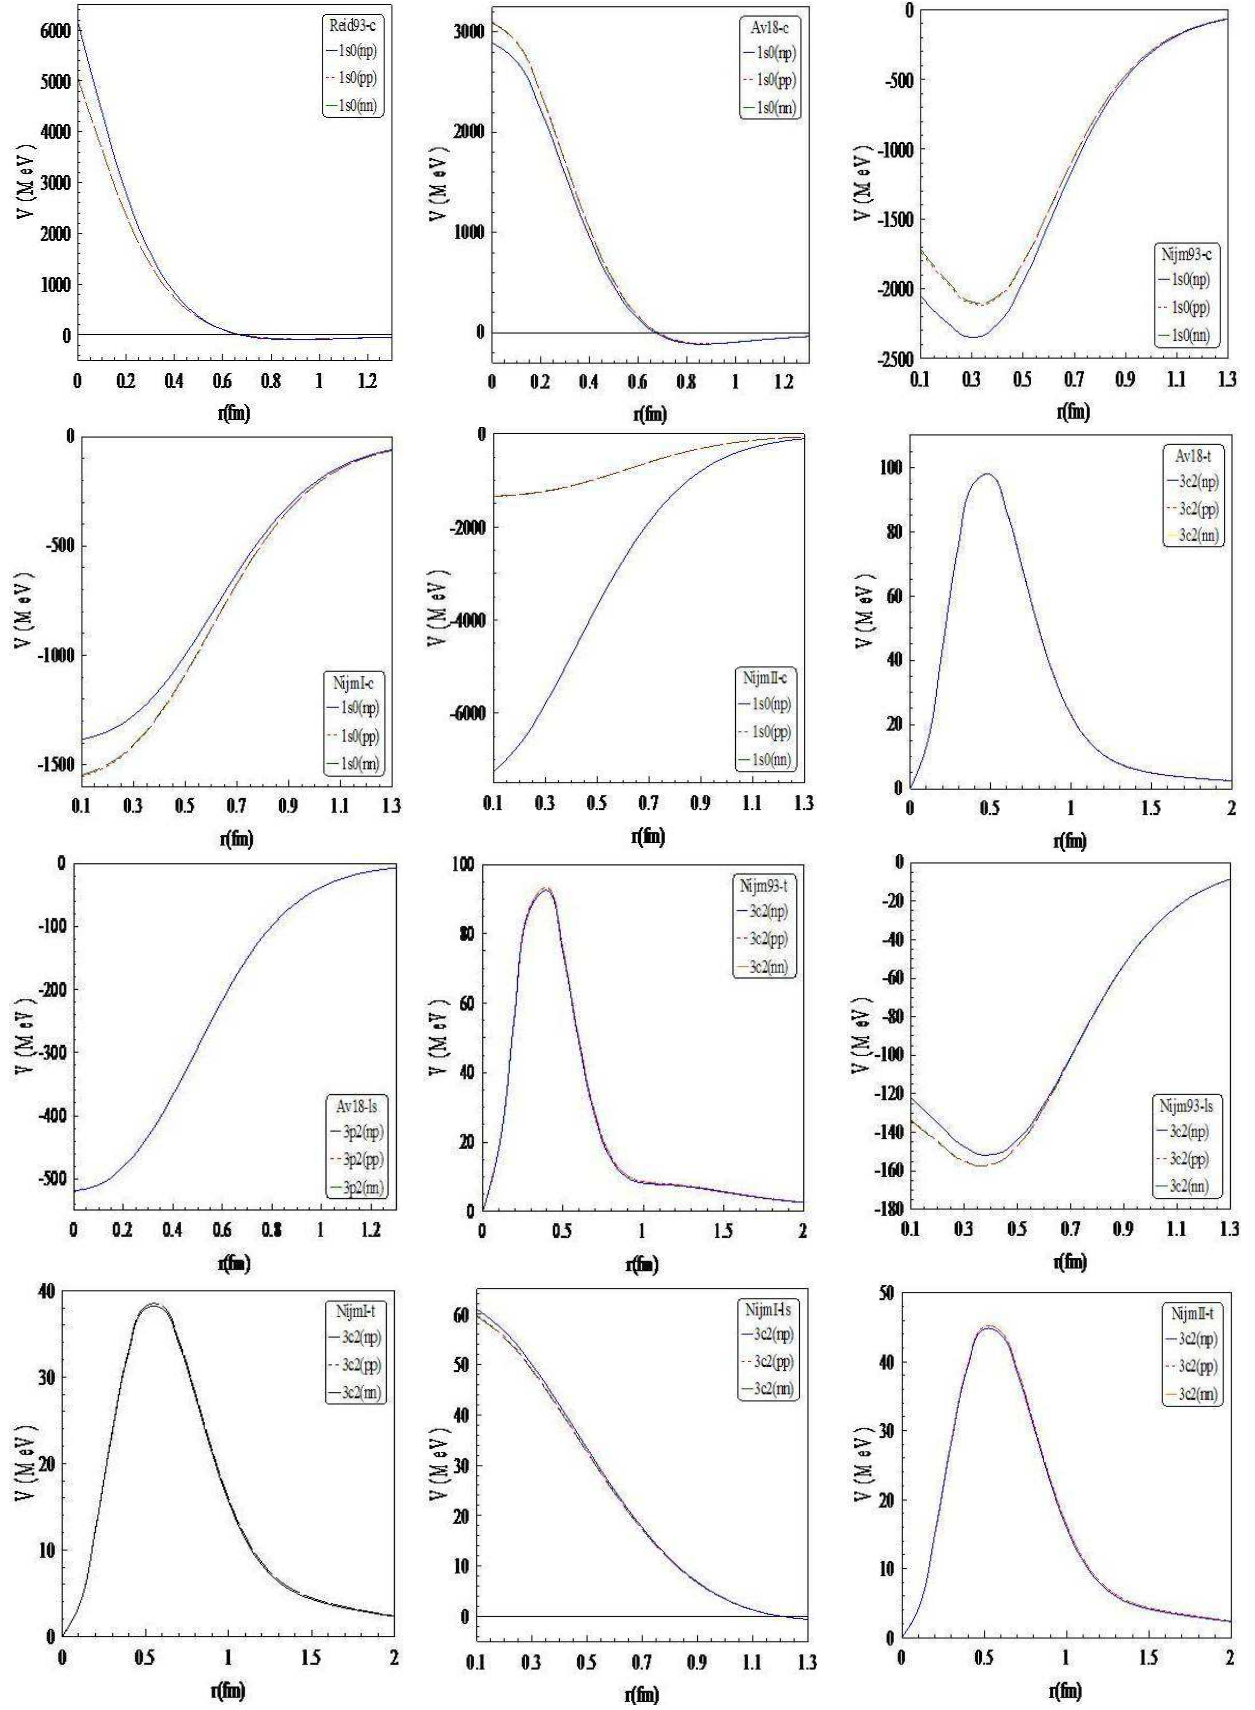 Reid93-c
1s0(np)
1s0(pp)
1s0(nn)
V (M eV)
6000
5000
4000
3000
2000
1000
0
0 0.2 0.4 0.6 0.8 1 1.2
r(fm)
Av18-c
1s0(np)
1s0(pp)
1s0(nn)
V (M eV)
3000
2000
1000
0
0 0.2 0.4 0.6 0.8 1 1.2
r(fm)
Nijm93-c
1s0(np)
1s0(pp)
1s0(nn)
V (M eV)
0
-500
-1000
-1500
-2000
-2500
0.1 0.3 0.5 0.7 0.9 1.1 1.3
r(fm)
NijmI-c
1s0(np)
1s0(pp)
1s0(nn)
V (M eV)
0
-500
-1000
-1500
0.1 0.3 0.5 0.7 0.9 1.1 1.3
r(fm)
NijmII-c
1s0(np)
1s0(pp)
1s0(nn)
V (M eV)
0
-2000
-4000
-6000
0.1 0.3 0.5 0.7 0.9 1.1 1.3
r(fm)
Av18-t
3c2(np)
3c2(pp)
3c2(nn)
V (M eV)
100
80
60
40
20
0
0 0.5 1 1.5 2
r(fm)
Av18-ls
3p2(np)
3p2(pp)
3p2(nn)
V (M eV)
0
-100
-200
-300
-400
-500
0 0.2 0.4 0.6 0.8 1 1.2
r(fm)
Nijm93-t
3c2(np)
3c2(pp)
3c2(nn)
V (M eV)
100
80
60
40
20
0
0 0.5 1 1.5 2
r(fm)
Nijm93-ls
3c2(np)
3c2(pp)
3c2(nn)
V (M eV)
0
-20
-40
-60
-80
-100
-120
-140
-160
-180
0.1 0.3 0.5 0.7 0.9 1.1 1.3
r(fm)
NijmI-t
3c2(np)
3c2(pp)
3c2(nn)
V (M eV)
40
30
20
10
0
0 0.5 1 1.5 2
r(fm)
NijmI-ls
3c2(np)
3c2(pp)
3c2(nn)
V (M eV)
60
50
40
30
20
10
0
0.1 0.3 0.5 0.7 0.9 1.1 1.3
r(fm)
NijmII-t
3c2(np)
3c2(pp)
3c2(nn)
V (M eV)
50
40
30
20
10
0
0 0.5 1 1.5 2
r(fm)